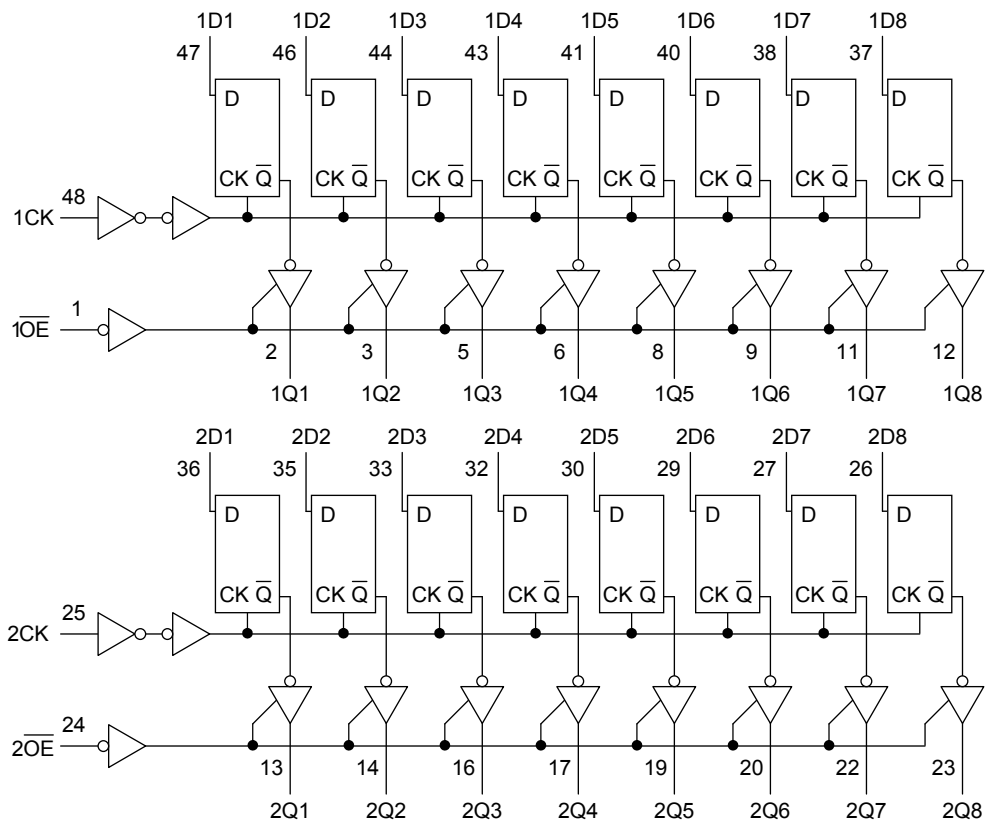 1D1 1D2 1D3 1D4 1D5 1D6 1D7 1D8
47 46 44 43 41 40 38 37
D D D D D D D D
CK Q̅ CK Q̅ CK Q̅ CK Q̅ CK Q̅ CK Q̅ CK Q̅ CK Q̅
48
1CK
1
1O̅E̅
2 3 5 6 8 9 11 12
1Q1 1Q2 1Q3 1Q4 1Q5 1Q6 1Q7 1Q8
2D1 2D2 2D3 2D4 2D5 2D6 2D7 2D8
36 35 33 32 30 29 27 26
D D D D D D D D
CK Q̅ CK Q̅ CK Q̅ CK Q̅ CK Q̅ CK Q̅ CK Q̅ CK Q̅
25
2CK
24
2O̅E̅
13 14 16 17 19 20 22 23
2Q1 2Q2 2Q3 2Q4 2Q5 2Q6 2Q7 2Q8